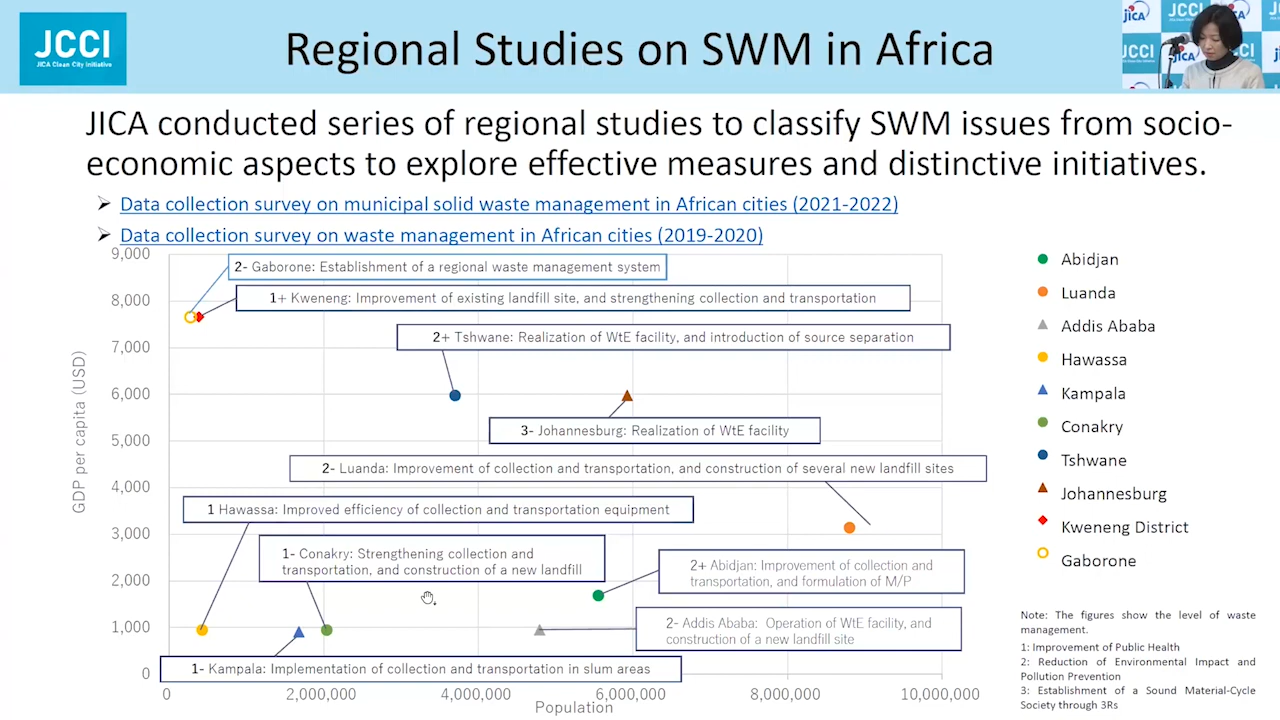 JCCI
JICA Clean City Initiative
Regional Studies on SWM in Africa
JICA
JCCI
JICA
JCCI
JICA
JCCI
JICA conducted series of regional studies to classify SWM issues from socio-
economic aspects to explore effective measures and distinctive initiatives.
➢ Data collection survey on municipal solid waste management in African cities (2021-2022)
➢ Data collection survey on waste management in African cities (2019-2020)
9,000
8,000
7,000
6,000
5,000
4,000
3,000
2,000
1,000
0
GDP per capita (USD)
2- Gaborone: Establishment of a regional waste management system
1+ Kweneng: Improvement of existing landfill site, and strengthening collection and transportation
2+ Tshwane: Realization of WtE facility, and introduction of source separation
3- Johannesburg: Realization of WtE facility
2- Luanda: Improvement of collection and transportation, and construction of several new landfill sites
1 Hawassa: Improved efficiency of collection and transportation equipment
1- Conakry: Strengthening collection and
transportation, and construction of a new landfill
2+ Abidjan: Improvement of collection and
transportation, and formulation of M/P
2- Addis Ababa: Operation of WtE facility, and
construction of a new landfill site
1- Kampala: Implementation of collection and transportation in slum areas
0
2,000,000
4,000,000
6,000,000
8,000,000
10,000,000
Population
Abidjan
Luanda
Addis Ababa
Hawassa
Kampala
Conakry
Tshwane
Johannesburg
Kweneng District
Gaborone
Note: The figures show the level of waste
management.
1: Improvement of Public Health
2: Reduction of Environmental Impact and
Pollution Prevention
3: Establishment of a Sound Material-Cycle
Society through 3Rs